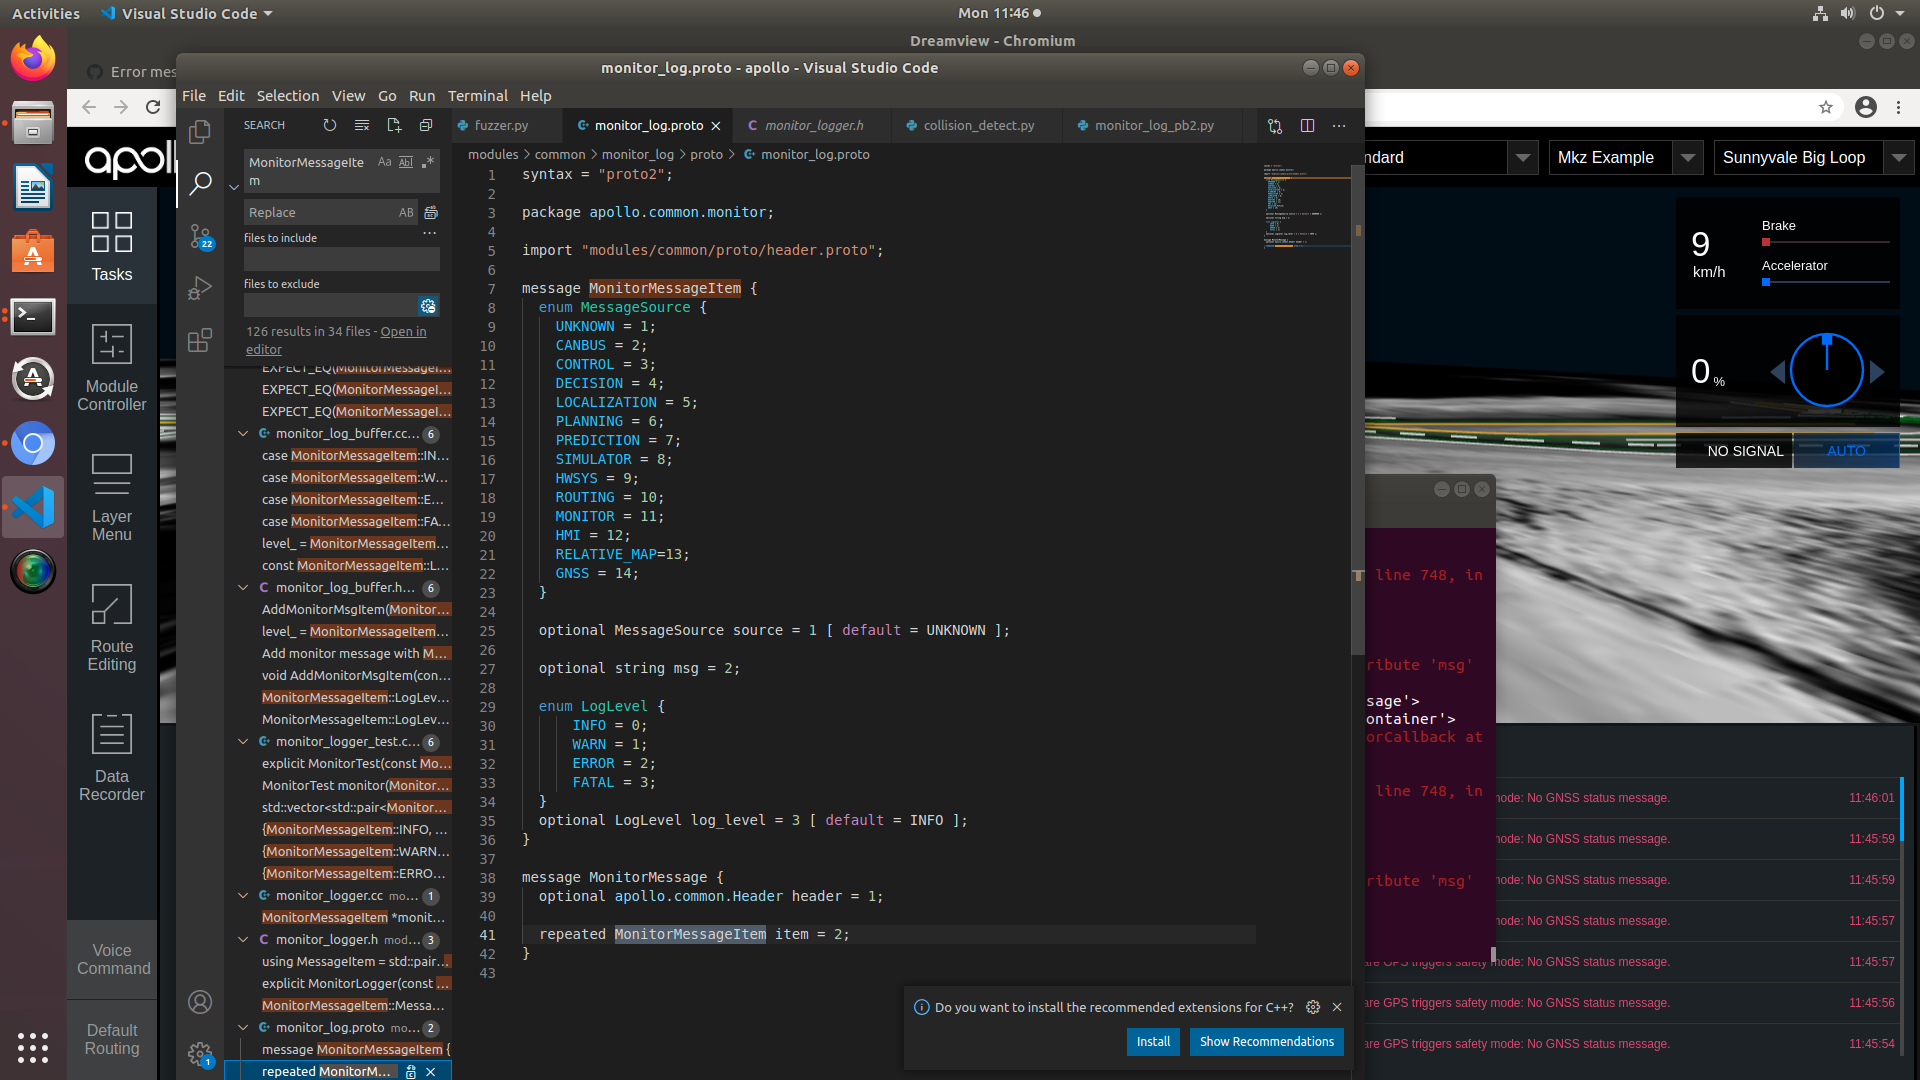 Activities
Visual Studio Code
Mon 11:46
Dreamview - Chromium
Error mes
monitor_log.proto - apollo - Visual Studio Code
File Edit Selection View Go Run Terminal Help
SEARCH
fuzzer.py
monitor_log.proto
monitor_logger.h
collision_detect.py
monitor_log_pb2.py
modules > common > monitor_log > proto > monitor_log.proto
MonitorMessageIte
m
Aa Abl .*
Replace
AB
files to include
files to exclude
126 results in 34 files - Open in
editor
EXPECT_EQ(MonitorMessageI...
EXPECT_EQ(MonitorMessageI...
EXPECT_EQ(MonitorMessageI...
monitor_log_buffer.cc... 6
case MonitorMessageItem::IN...
case MonitorMessageItem::W...
case MonitorMessageItem::E...
case MonitorMessageItem::FA...
level_ = MonitorMessageItem...
const MonitorMessageItem::L...
monitor_log_buffer.h... 6
AddMonitorMsgItem(Monitor...
level_ = MonitorMessageItem...
Add monitor message with M...
void AddMonitorMsgItem(con...
MonitorMessageItem::LogLev...
MonitorMessageItem::LogLev...
monitor_logger_test.c... 6
explicit MonitorTest(const Mo...
MonitorTest monitor(Monitor...
std::vector<std::pair<Monitor...
{MonitorMessageItem::INFO, ...
{MonitorMessageItem::WARN...
{MonitorMessageItem::ERRO...
monitor_logger.cc mo... 1
MonitorMessageItem *monit...
monitor_logger.h mod... 3
using MessageItem = std::pair...
explicit MonitorLogger(const ...
MonitorMessageItem::Messa...
monitor_log.proto mo... 2
message MonitorMessageItem {
repeated MonitorM...
22
1
1 syntax = "proto2";
2
3 package apollo.common.monitor;
4
5 import "modules/common/proto/header.proto";
6
7 message MonitorMessageItem {
8 enum MessageSource {
9 UNKNOWN = 1;
10 CANBUS = 2;
11 CONTROL = 3;
12 DECISION = 4;
13 LOCALIZATION = 5;
14 PLANNING = 6;
15 PREDICTION = 7;
16 SIMULATOR = 8;
17 HWSYS = 9;
18 ROUTING = 10;
19 MONITOR = 11;
20 HMI = 12;
21 RELATIVE_MAP=13;
22 GNSS = 14;
23 }
24
25 optional MessageSource source = 1 [ default = UNKNOWN ];
26
27 optional string msg = 2;
28
29 enum LogLevel {
30 INFO = 0;
31 WARN = 1;
32 ERROR = 2;
33 FATAL = 3;
34 }
35 optional LogLevel log_level = 3 [ default = INFO ];
36 }
37
38 message MonitorMessage {
39 optional apollo.common.Header header = 1;
40
41 repeated MonitorMessageItem item = 2;
42 }
43
Do you want to install the recommended extensions for C++?
Install
Show Recommendations
apoll
Tasks
Module
Controller
Layer
Menu
Route
Editing
Data
Recorder
Voice
Command
Default
Routing
ndard
Mkz Example
Sunnyvale Big Loop
9
km/h
Brake
Accelerator
0 %
NO SIGNAL
AUTO
line 748, in
ribute 'msg'
sage'>
ontainer'>
orCallback at
line 748, in
ribute 'msg'
mode: No GNSS status message. 11:46:01
mode: No GNSS status message. 11:45:59
mode: No GNSS status message. 11:45:59
mode: No GNSS status message. 11:45:57
are GPS triggers safety mode: No GNSS status message. 11:45:57
are GPS triggers safety mode: No GNSS status message. 11:45:56
are GPS triggers safety mode: No GNSS status message. 11:45:54